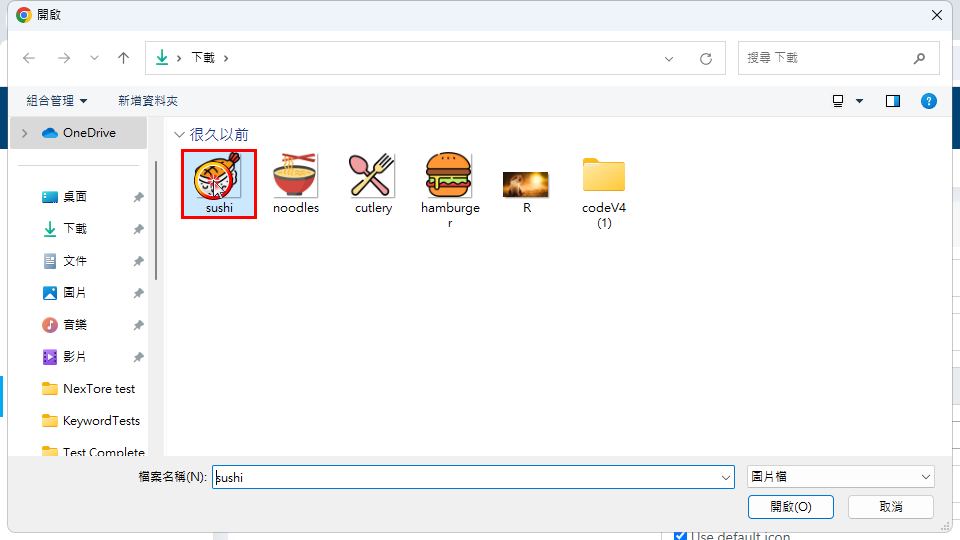 開啟
下載
搜尋 下載
組合管理
新增資料夾
OneDrive
桌面
下載
文件
圖片
音樂
影片
NexTore test
KeywordTests
Test Complete
很久以前
sushi
noodles
cutlery
hamburge
r
R
codeV4
(1)
檔案名稱(N):
sushi
圖片檔
開啟(O)
取消
Use default icon